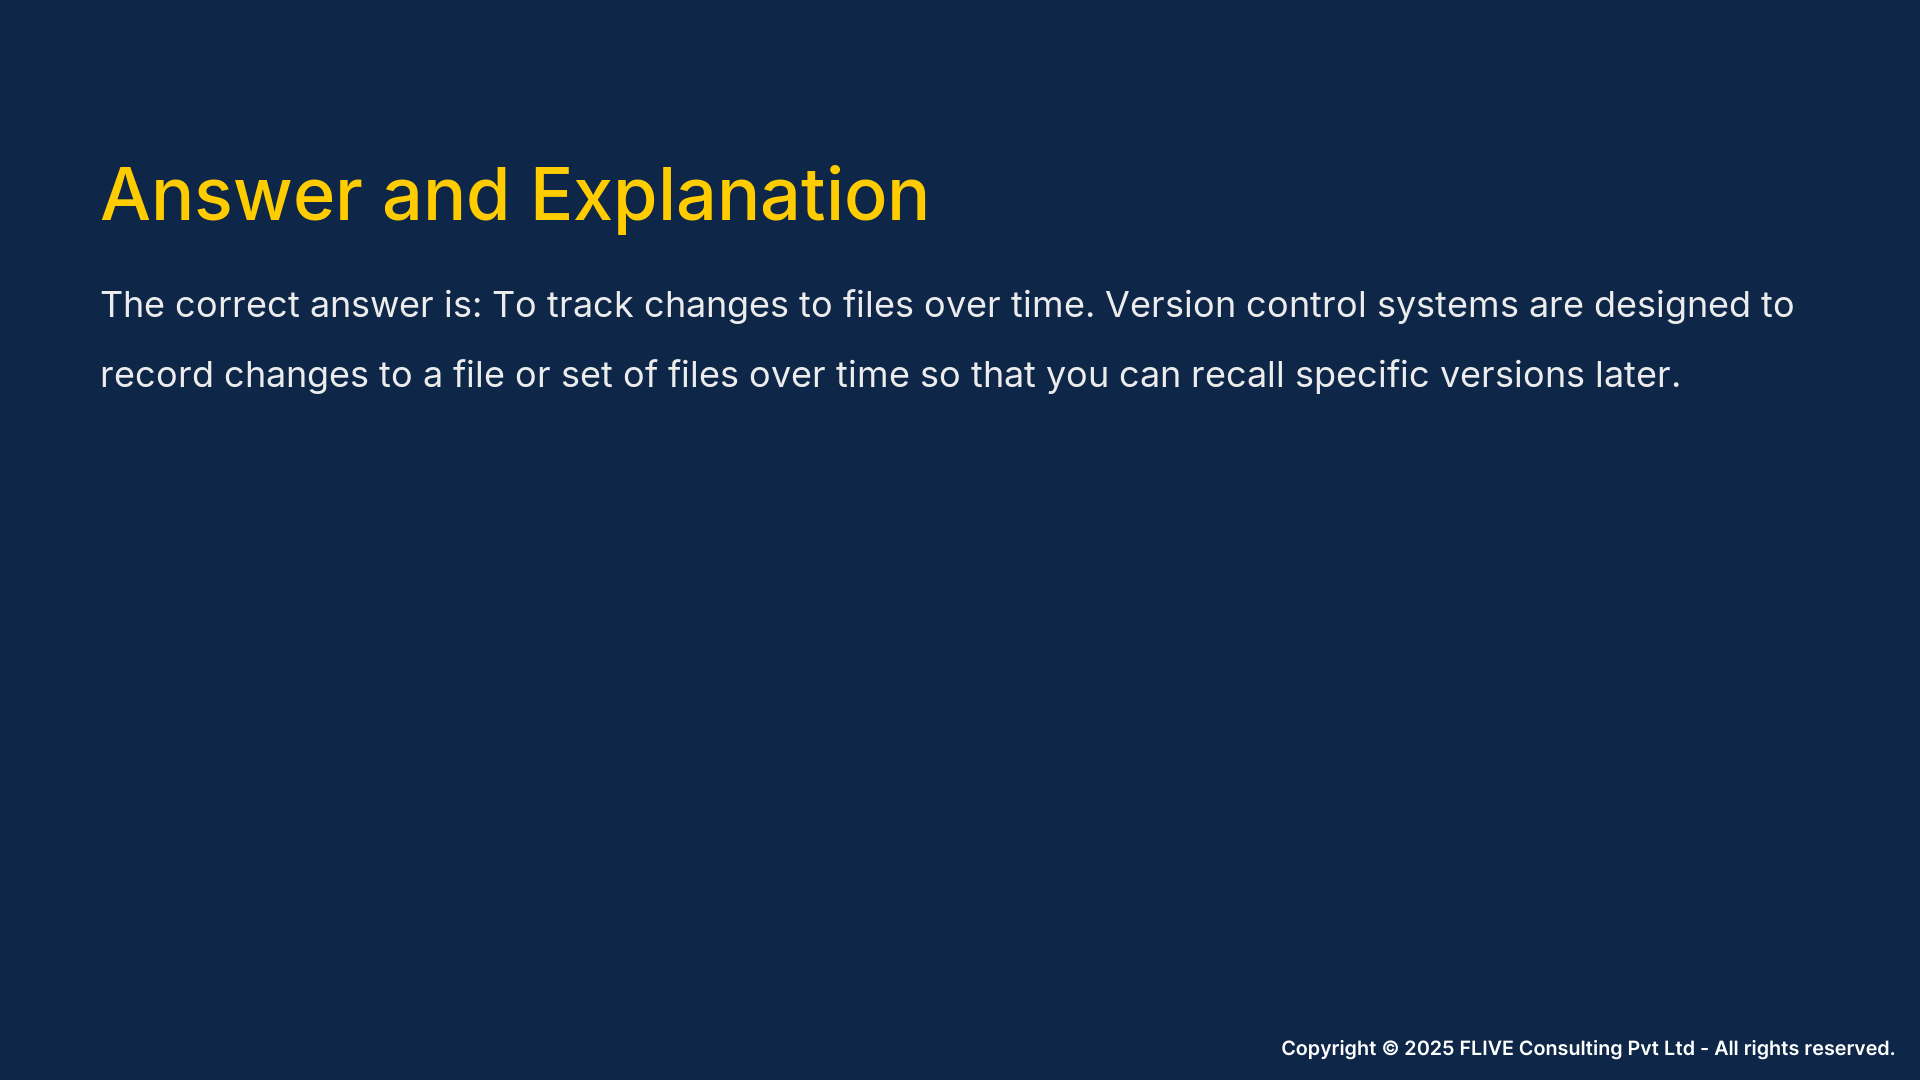 Answer and Explanation
The correct answer is: To track changes to files over time. Version control systems are designed to
record changes to a file or set of files over time so that you can recall specific versions later.
Copyright © 2025 FLIVE Consulting Pvt Ltd - All rights reserved.